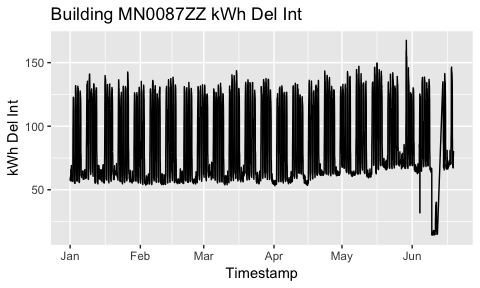 Building MN0087ZZ kWh Del Int
kWh Del Int
150
100
50
Jan Feb Mar Apr May Jun
Timestamp